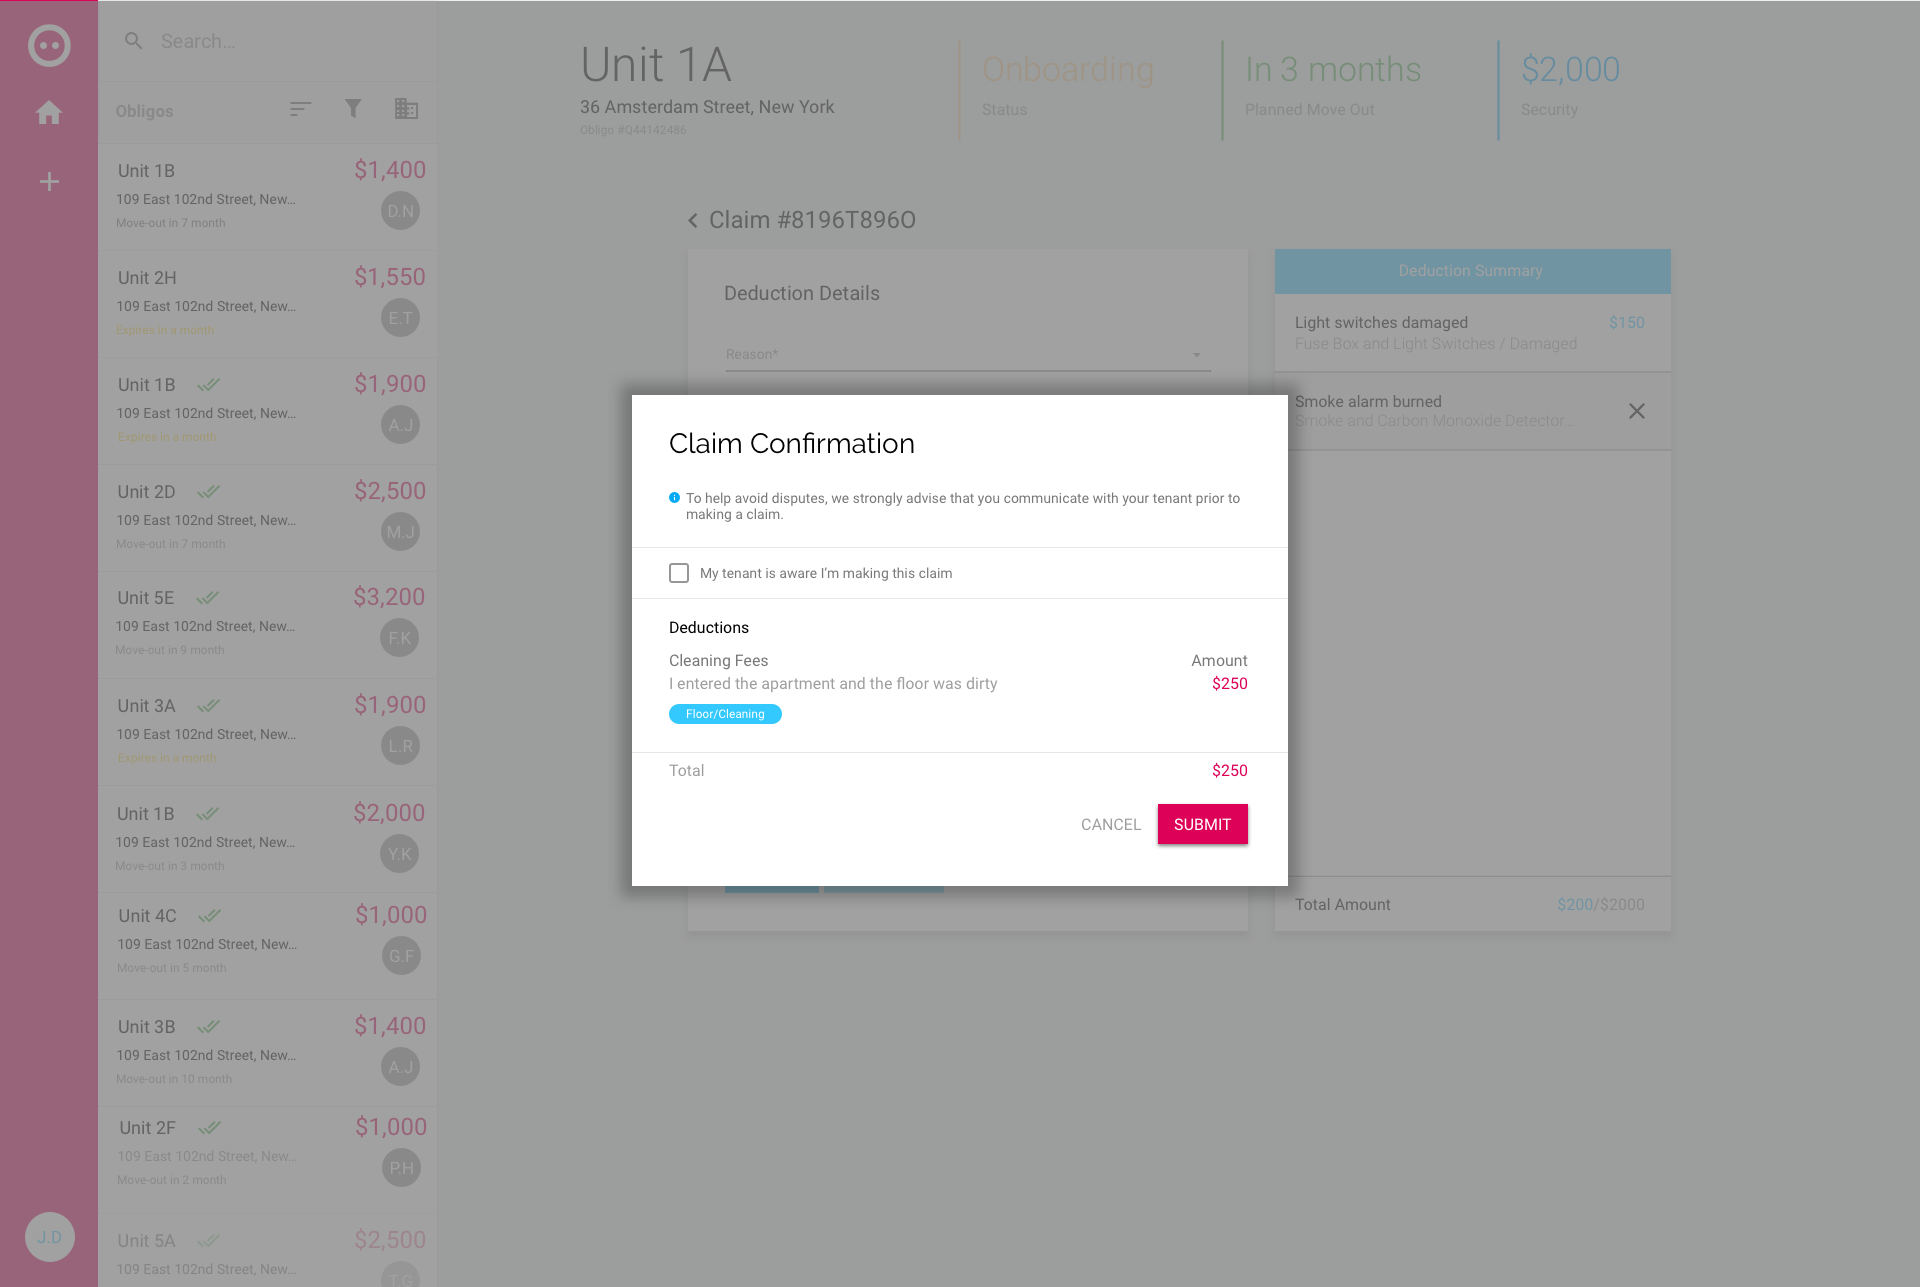 Search...
Obligos
Unit 1B
$1,400
109 East 102nd Street, New...
D.N
Move-out in 7 month
Unit 2H
$1,550
109 East 102nd Street, New...
E.T
Expires in a month
Unit 1B
$1,900
109 East 102nd Street, New...
A.J
Expires in a month
Unit 2D
$2,500
109 East 102nd Street, New...
M.J
Move-out in 7 month
Unit 5E
$3,200
109 East 102nd Street, New...
F.K
Move-out in 9 month
Unit 3A
$1,900
109 East 102nd Street, New...
L.R
Expires in a month
Unit 1B
$2,000
109 East 102nd Street, New...
Y.K
Move-out in 3 month
Unit 4C
$1,000
109 East 102nd Street, New...
G.F
Move-out in 5 month
Unit 3B
$1,400
109 East 102nd Street, New...
A.J
Move-out in 10 month
Unit 2F
$1,000
109 East 102nd Street, New...
P.H
Move-out in 2 month
Unit 5A
$2,500
109 East 102nd Street, New...
T.G
J.D
Unit 1A
36 Amsterdam Street, New York
Obligo #Q44142486
Onboarding
Status
In 3 months
Planned Move Out
$2,000
Security
Claim #8196T896O
Deduction Details
Reason*
Deduction Summary
Light switches damaged
$150
Fuse Box and Light Switches / Damaged
Smoke alarm burned
Smoke and Carbon Monoxide Detector...
Total Amount
$200/$2000
Claim Confirmation
To help avoid disputes, we strongly advise that you communicate with your tenant prior to
making a claim.
My tenant is aware I'm making this claim
Deductions
Cleaning Fees
Amount
I entered the apartment and the floor was dirty
$250
Floor/Cleaning
Total
$250
CANCEL
SUBMIT